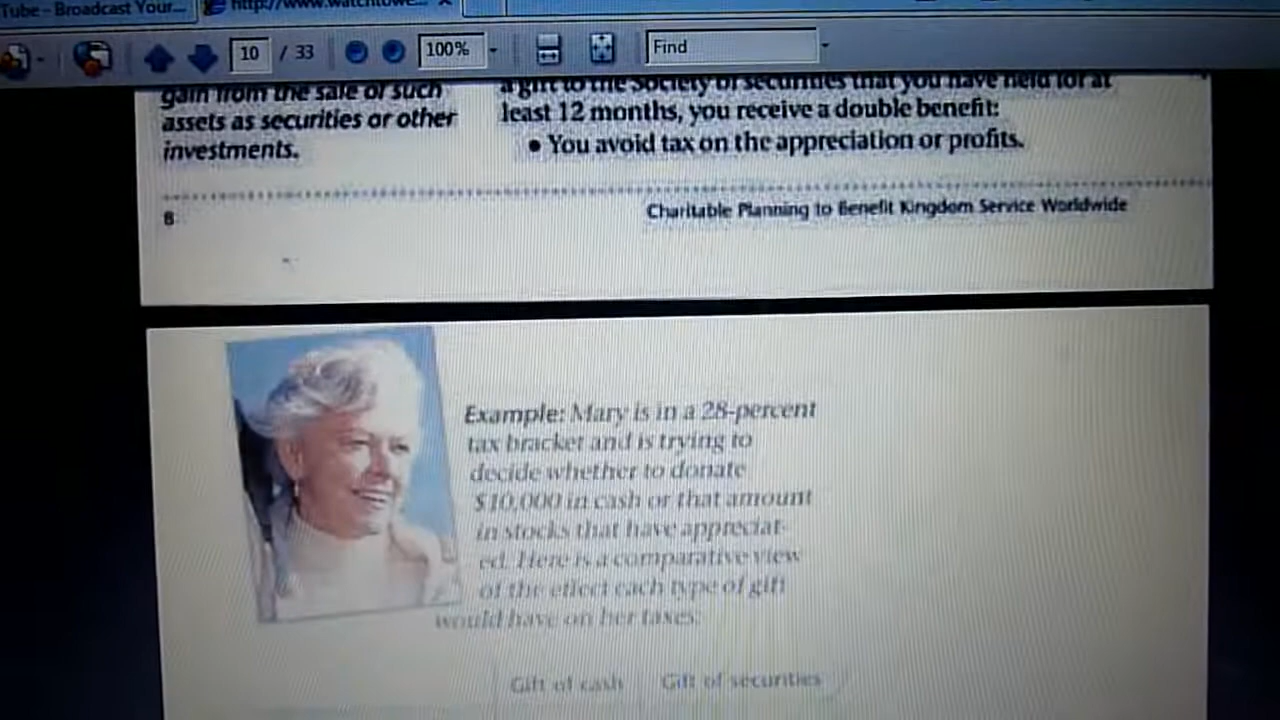 Tube - Broadcast Your...
http://www.watchtowe...
10 / 33
100%
Find
gain from the sale of such
assets as securities or other
investments.
a gift to the Society of securities that you have held for at
least 12 months, you receive a double benefit:
• You avoid tax on the appreciation or profits.
8
Charitable Planning to Benefit Kingdom Service Worldwide
Example: Mary is in a 28-percent
tax bracket and is trying to
decide whether to donate
$10,000 in cash or that amount
in stocks that have appreciat-
ed. Here is a comparative view
of the effect each type of gift
would have on her taxes:
Gift of cash Gift of securities